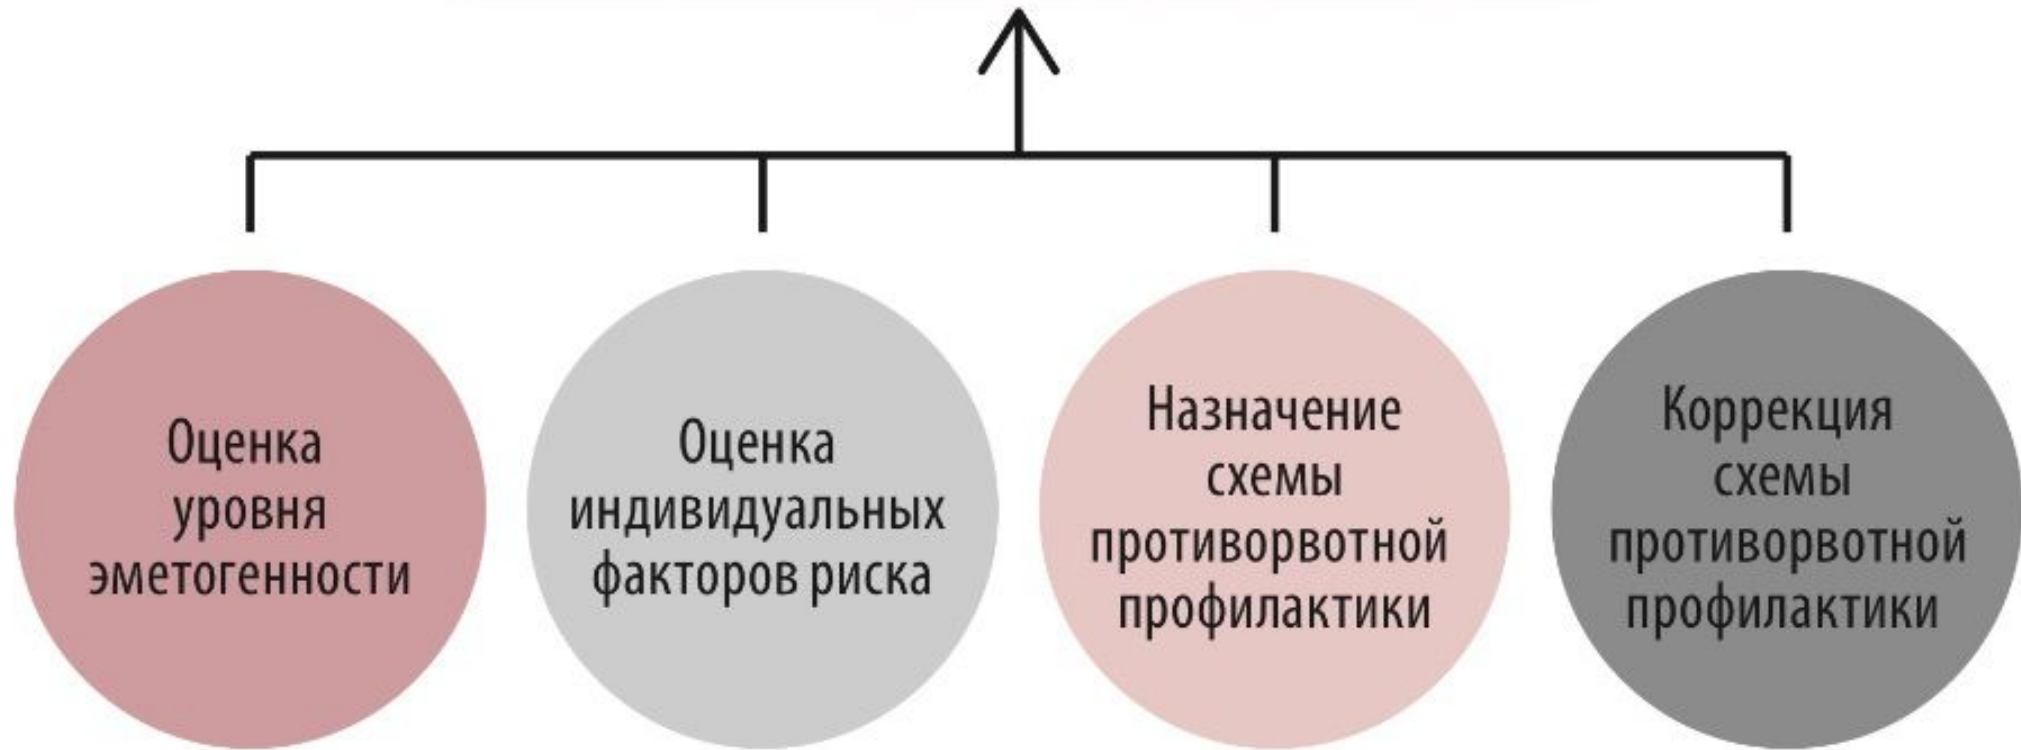 Оценка
уровня
эметогенности
Оценка
индивидуальных
факторов риска
Назначение
схемы
противорвотной
профилактики
Коррекция
схемы
противорвотной
профилактики